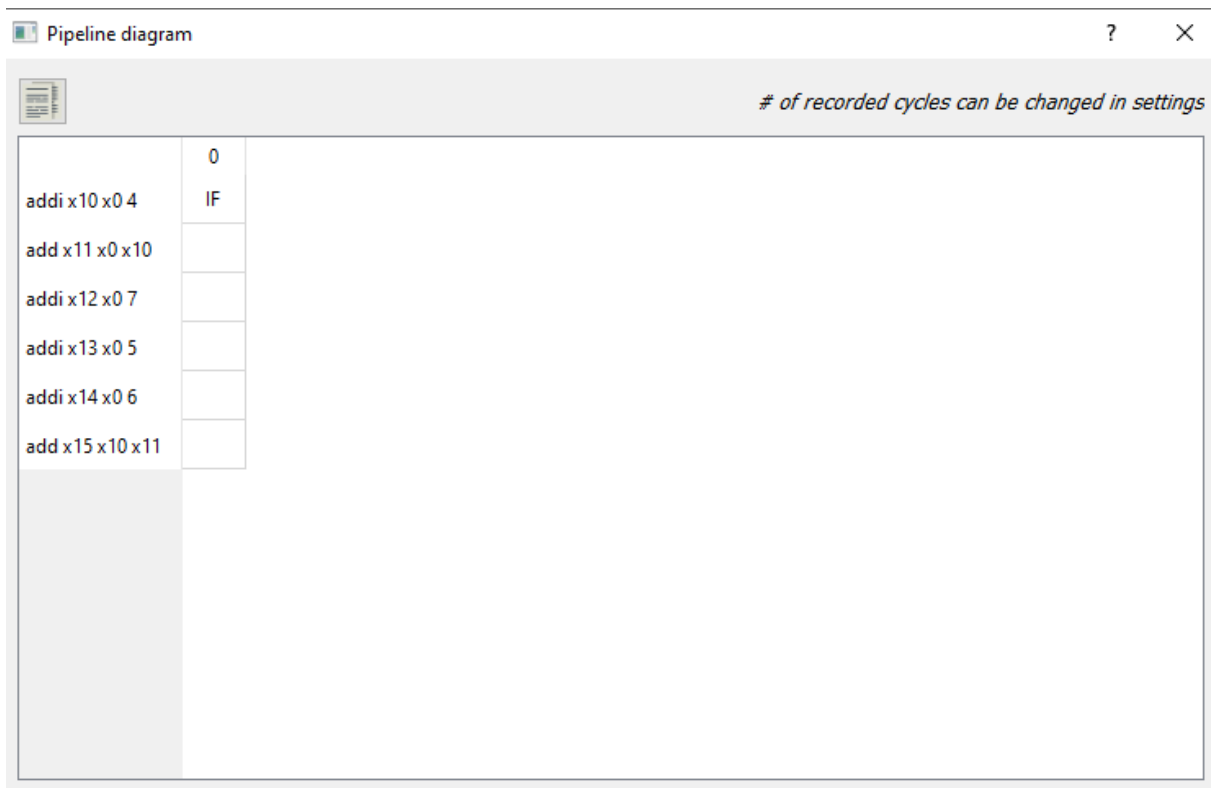 Pipeline diagram ?
# of recorded cycles can be changed in settings
0
addi x10 x0 4 IF
add x11 x0 x10
addi x12 x0 7
addi x13 x0 5
addi x14 x0 6
add x15 x10 x11